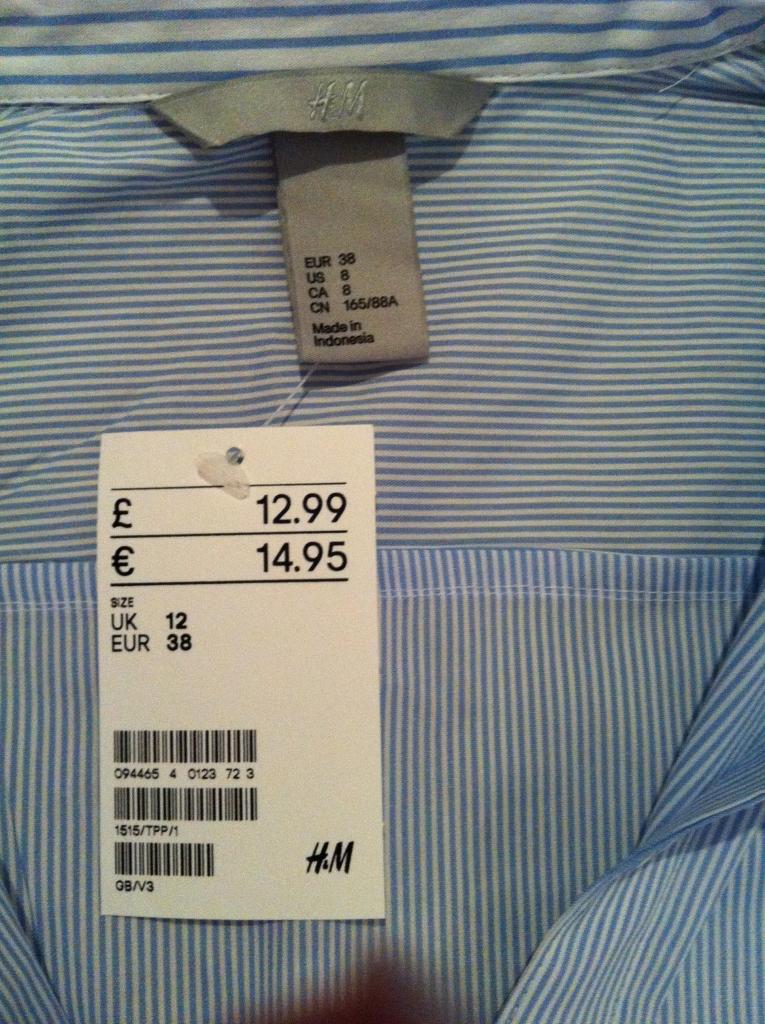 H&M
EUR 38
US 8
CA 8
CN 165/88A
Made in
Indonesia
£ 12.99
€ 14.95
SIZE
UK 12
EUR 38
094465 4 0123 72 3
1515/TPP/1
GB/V3
H&M